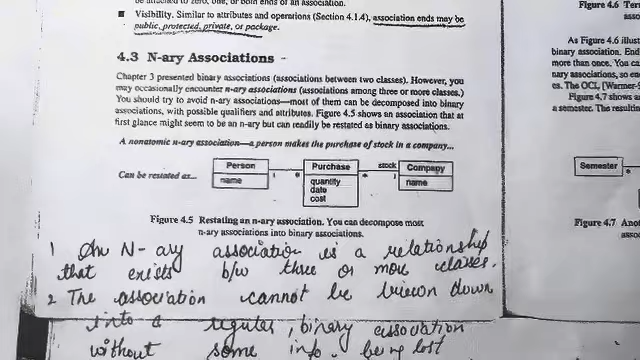 be attached to zero, one, or both ends of an association.
■ Visibility. Similar to attributes and operations (Section 4.1.4), association ends may be
public, protected, private, or package.
4.3 N-ary Associations
Chapter 3 presented binary associations (associations between two classes). However, you
may occasionally encounter n-ary associations (associations among three or more classes.)
You should try to avoid n-ary associations—most of them can be decomposed into binary
associations, with possible qualifiers and attributes. Figure 4.5 shows an association that at
first glance might seem to be an n-ary but can readily be restated as binary associations.
A nonatomic n-ary association—a person makes the purchase of stock in a company...
Can be restated as...
Person
name
1
*
Purchase
quantity
date
cost
stock
*
1
Company
name
Figure 4.5 Restating an n-ary association. You can decompose most
n-ary associations into binary associations.
1 An N-ary association is a relationship
that exists b/w three or more classes.
2 The association cannot be broken down
into a regular, binary association
without some info. being lost
Figure 4.6
As Figure 4.6 illust
binary association. End
more than once. You ca
nary associations, so en
es. The OCL [Warmer-
Figure 4.7 shows a
a semester. The resultin
Semester
*
Figure 4.7 Anot
asso